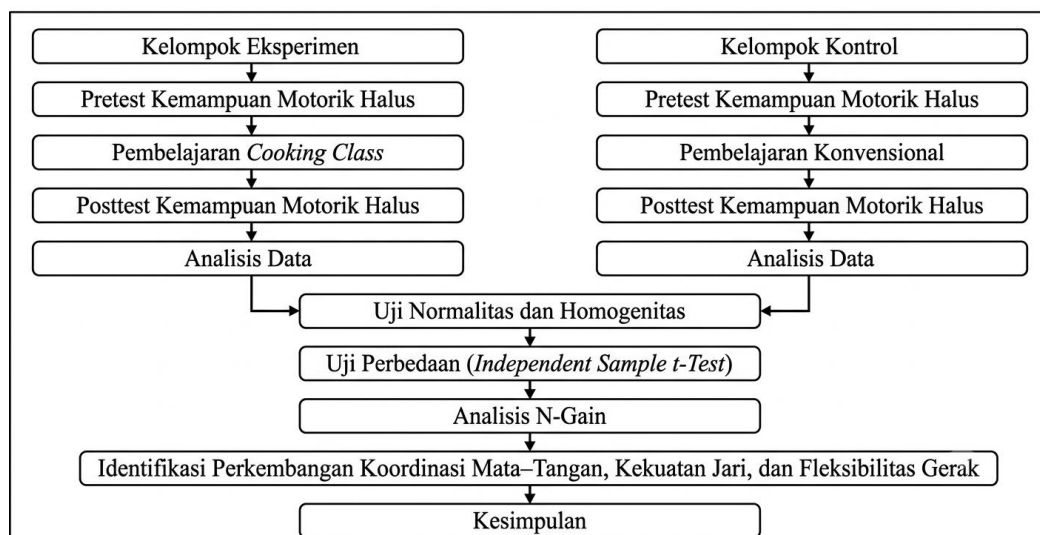 Kelompok Eksperimen
Pretest Kemampuan Motorik Halus
Pembelajaran Cooking Class
Posttest Kemampuan Motorik Halus
Analisis Data
Kelompok Kontrol
Pretest Kemampuan Motorik Halus
Pembelajaran Konvensional
Posttest Kemampuan Motorik Halus
Analisis Data
Uji Normalitas dan Homogenitas
Uji Perbedaan (Independent Sample t-Test)
Analisis N-Gain
Identifikasi Perkembangan Koordinasi Mata–Tangan, Kekuatan Jari, dan Fleksibilitas Gerak
Kesimpulan